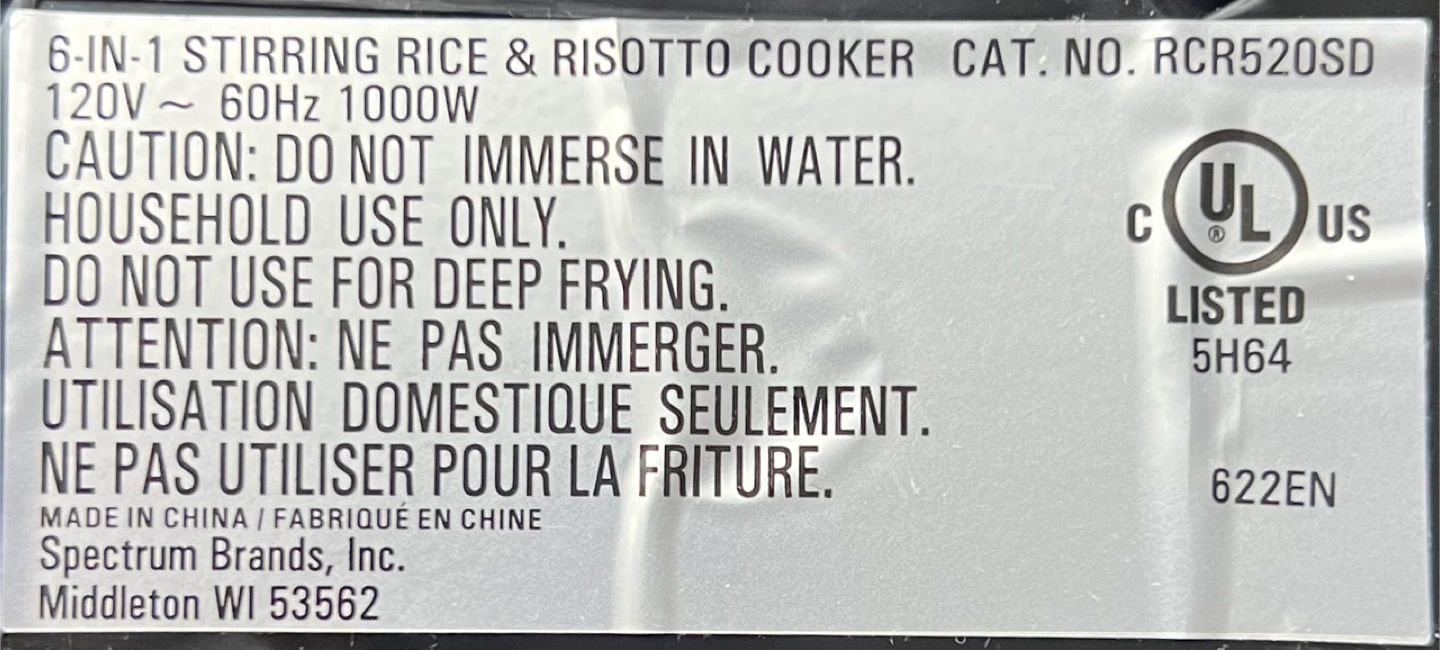 6-IN-1 STIRRING RICE & RISOTTO COOKER CAT. NO. RCR520SD
120V ~ 60Hz 1000W
CAUTION: DO NOT IMMERSE IN WATER.
HOUSEHOLD USE ONLY.
DO NOT USE FOR DEEP FRYING.
ATTENTION: NE PAS IMMERGER.
UTILISATION DOMESTIQUE SEULEMENT.
NE PAS UTILISER POUR LA FRITURE.
MADE IN CHINA / FABRIQUÉ EN CHINE
Spectrum Brands, Inc.
Middleton WI 53562
C UL® US
LISTED
5H64
622EN